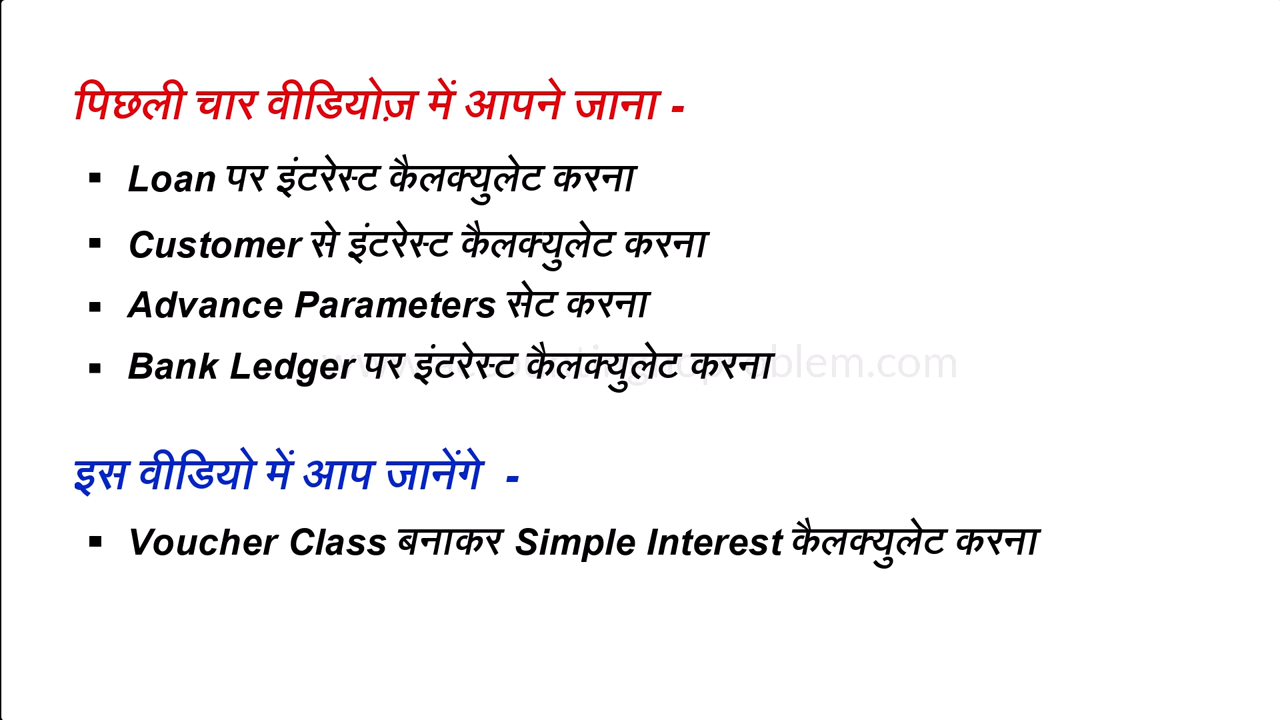 पिछली चार वीडियोज़ में आपने जाना -
▪ Loan पर इंटरेस्ट कैलक्युलेट करना
▪ Customer से इंटरेस्ट कैलक्युलेट करना
▪ Advance Parameters सेट करना
▪ Bank Ledger पर इंटरेस्ट कैलक्युलेट करना
इस वीडियो में आप जानेंगे -
▪ Voucher Class बनाकर Simple Interest कैलक्युलेट करना